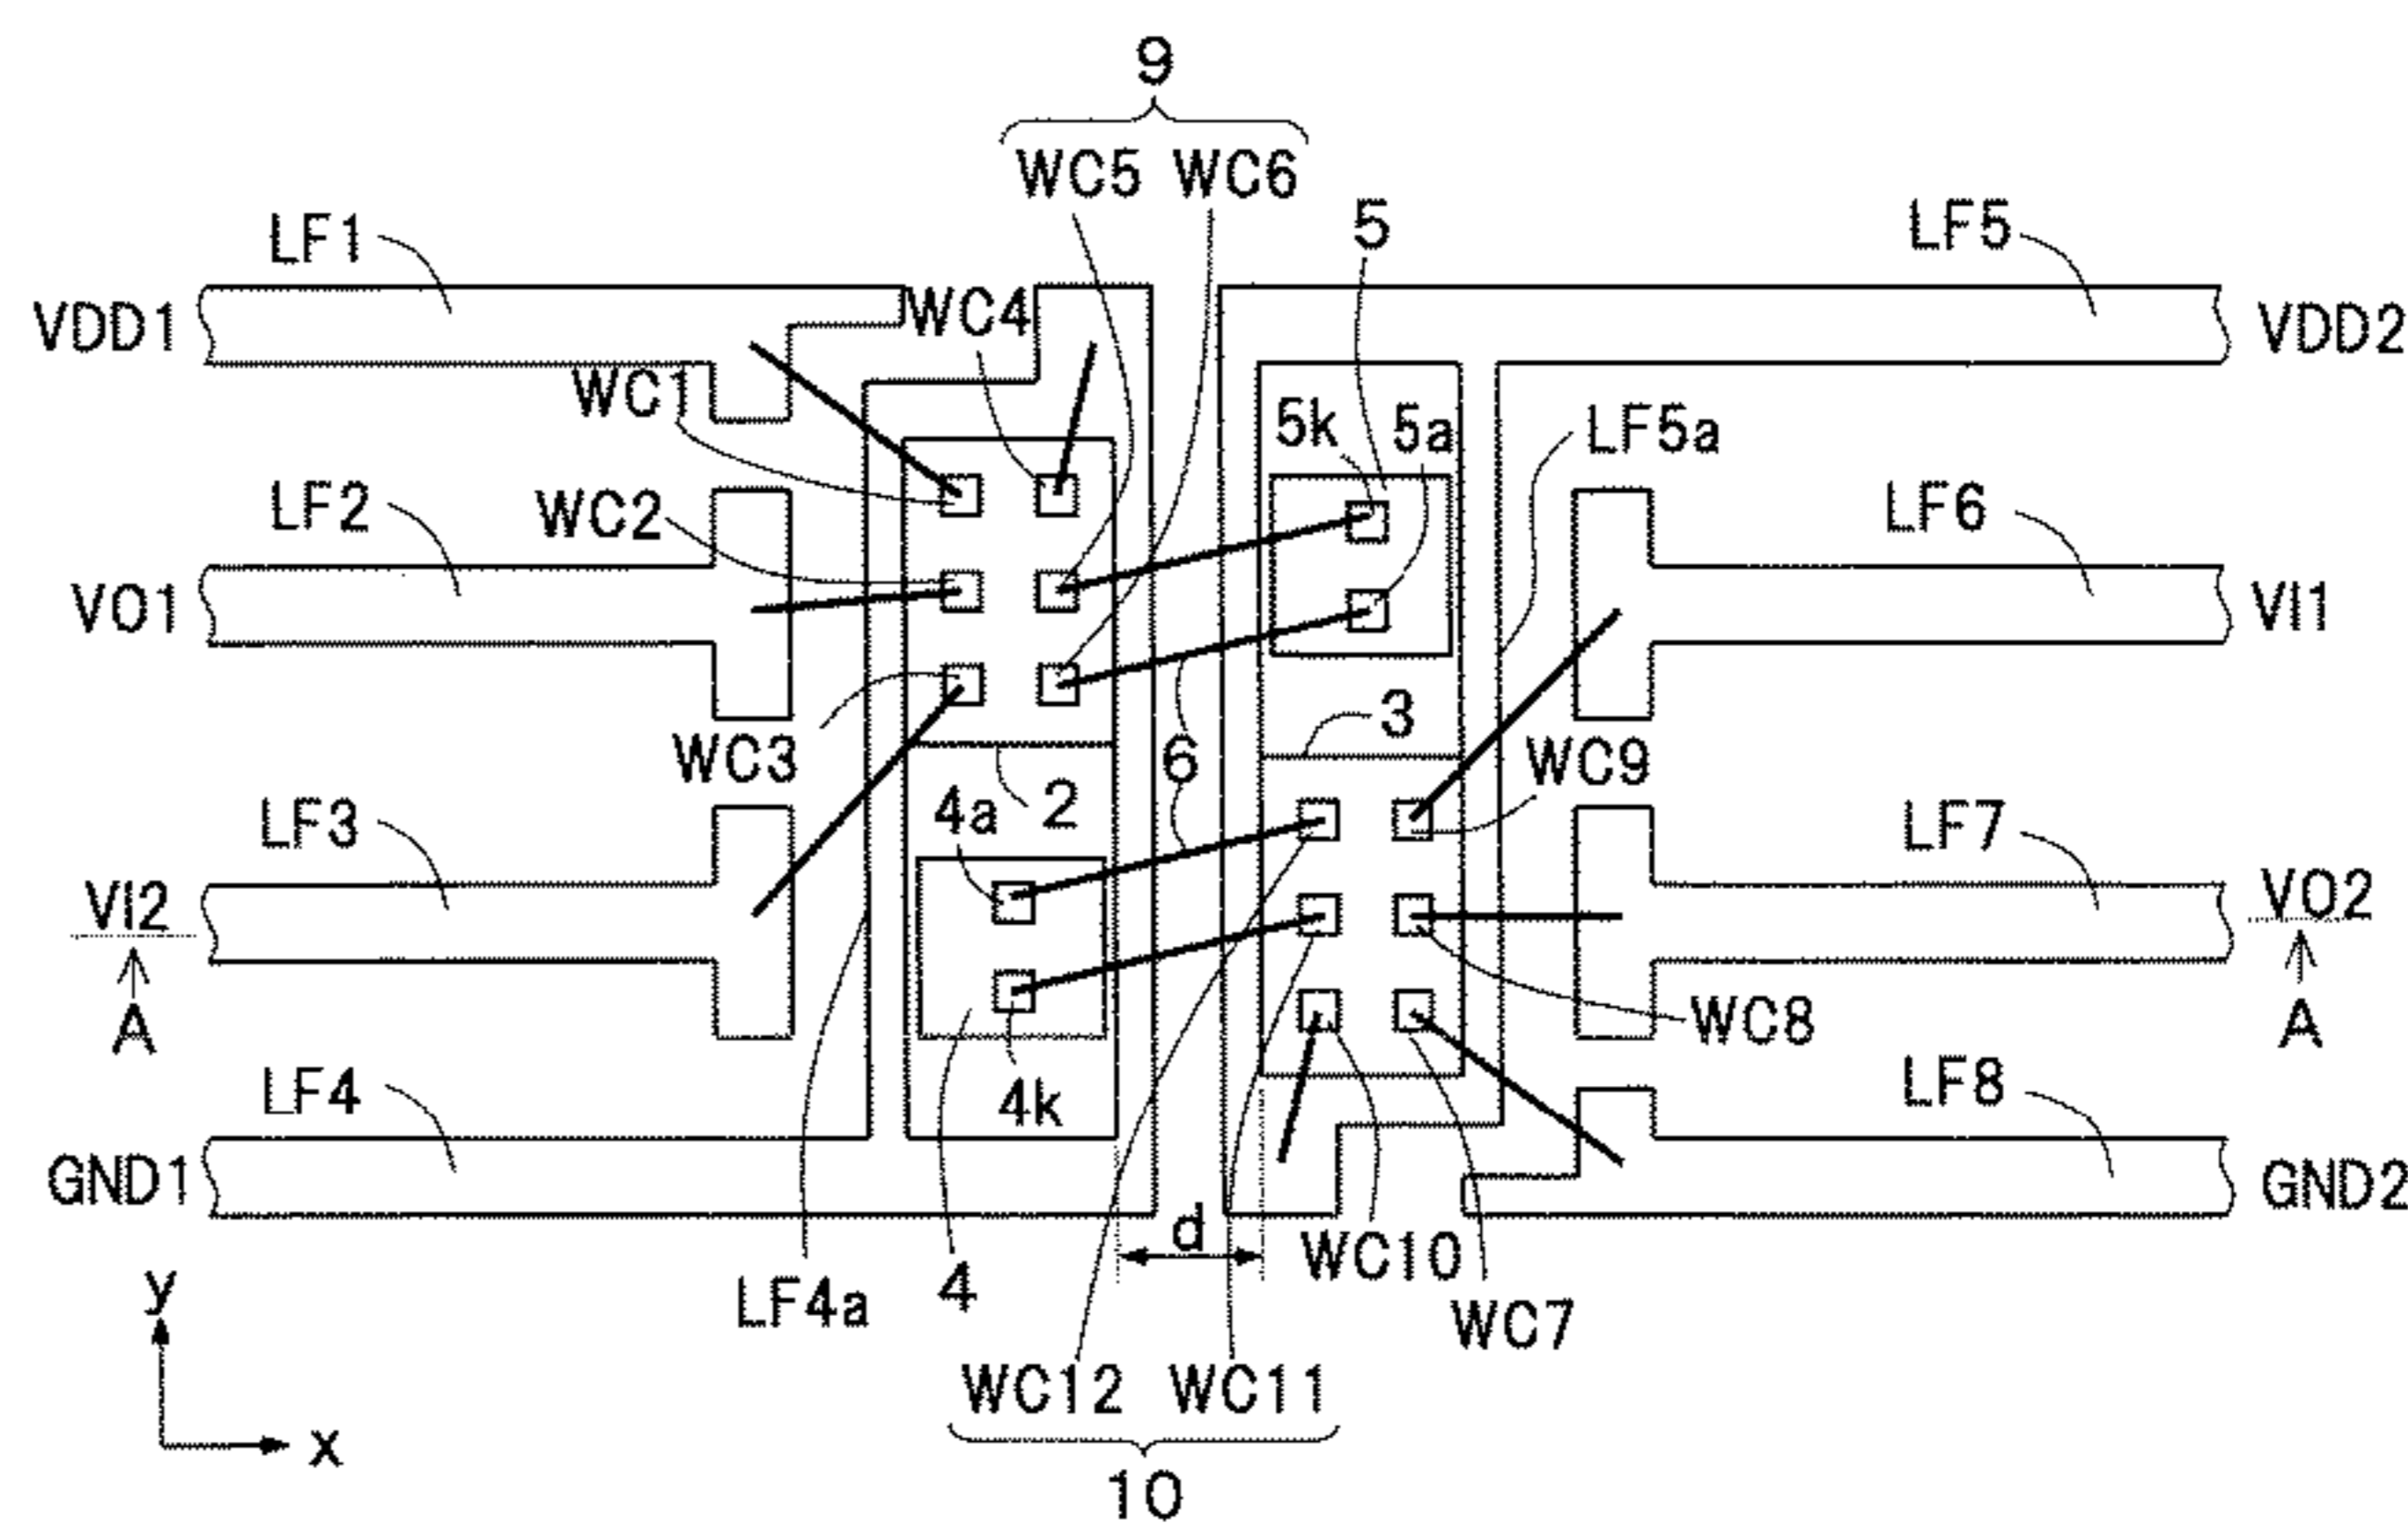 9
WC5 WC6
LF1
5
LF5
VDD1
WC4
VDD2
WC1
5k
5a
LF5a
LF2
WC2
LF6
VO1
VI1
WC3
6
3
WC9
LF3
4a
2
LF7
VI2
VO2
A
WC8
A
LF4
4k
LF8
GND1
GND2
d
WC10
y
LF4a
4
WC7
WC12 WC11
x
10